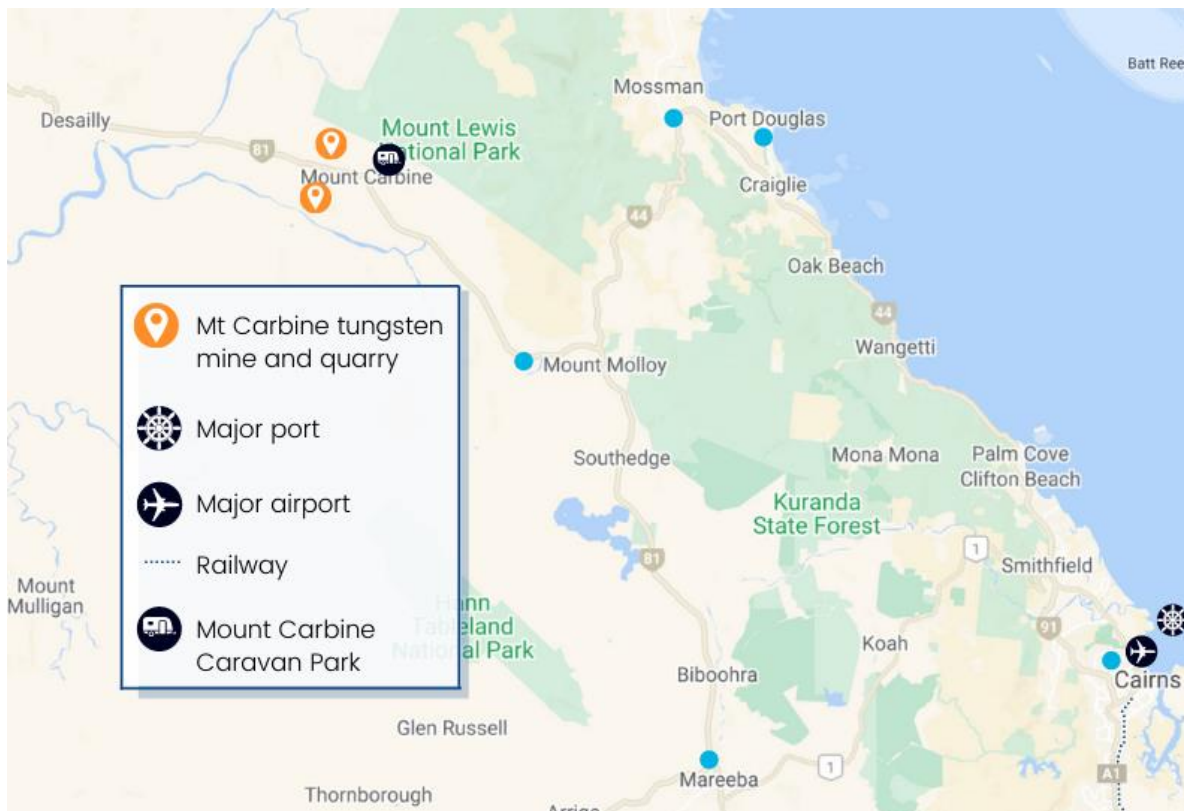 Batt Ree
Mossman
Desailly
Port Douglas
Mount Lewis
National Park
81
Mount Carbine
Craiglie
44
Oak Beach
44
Wangetti
Mt Carbine tungsten
mine and quarry
Mount Molloy
Major port
Southedge
Mona Mona
Palm Cove
Clifton Beach
Major airport
Kuranda
State Forest
Railway
81
1
Smithfield
Mount
Mulligan
Hann
Tableland
National Park
Mount Carbine
Caravan Park
91
Koah
Biboohra
Cairns
Glen Russell
Mareeba
1
A1
Thornborough
Arriga